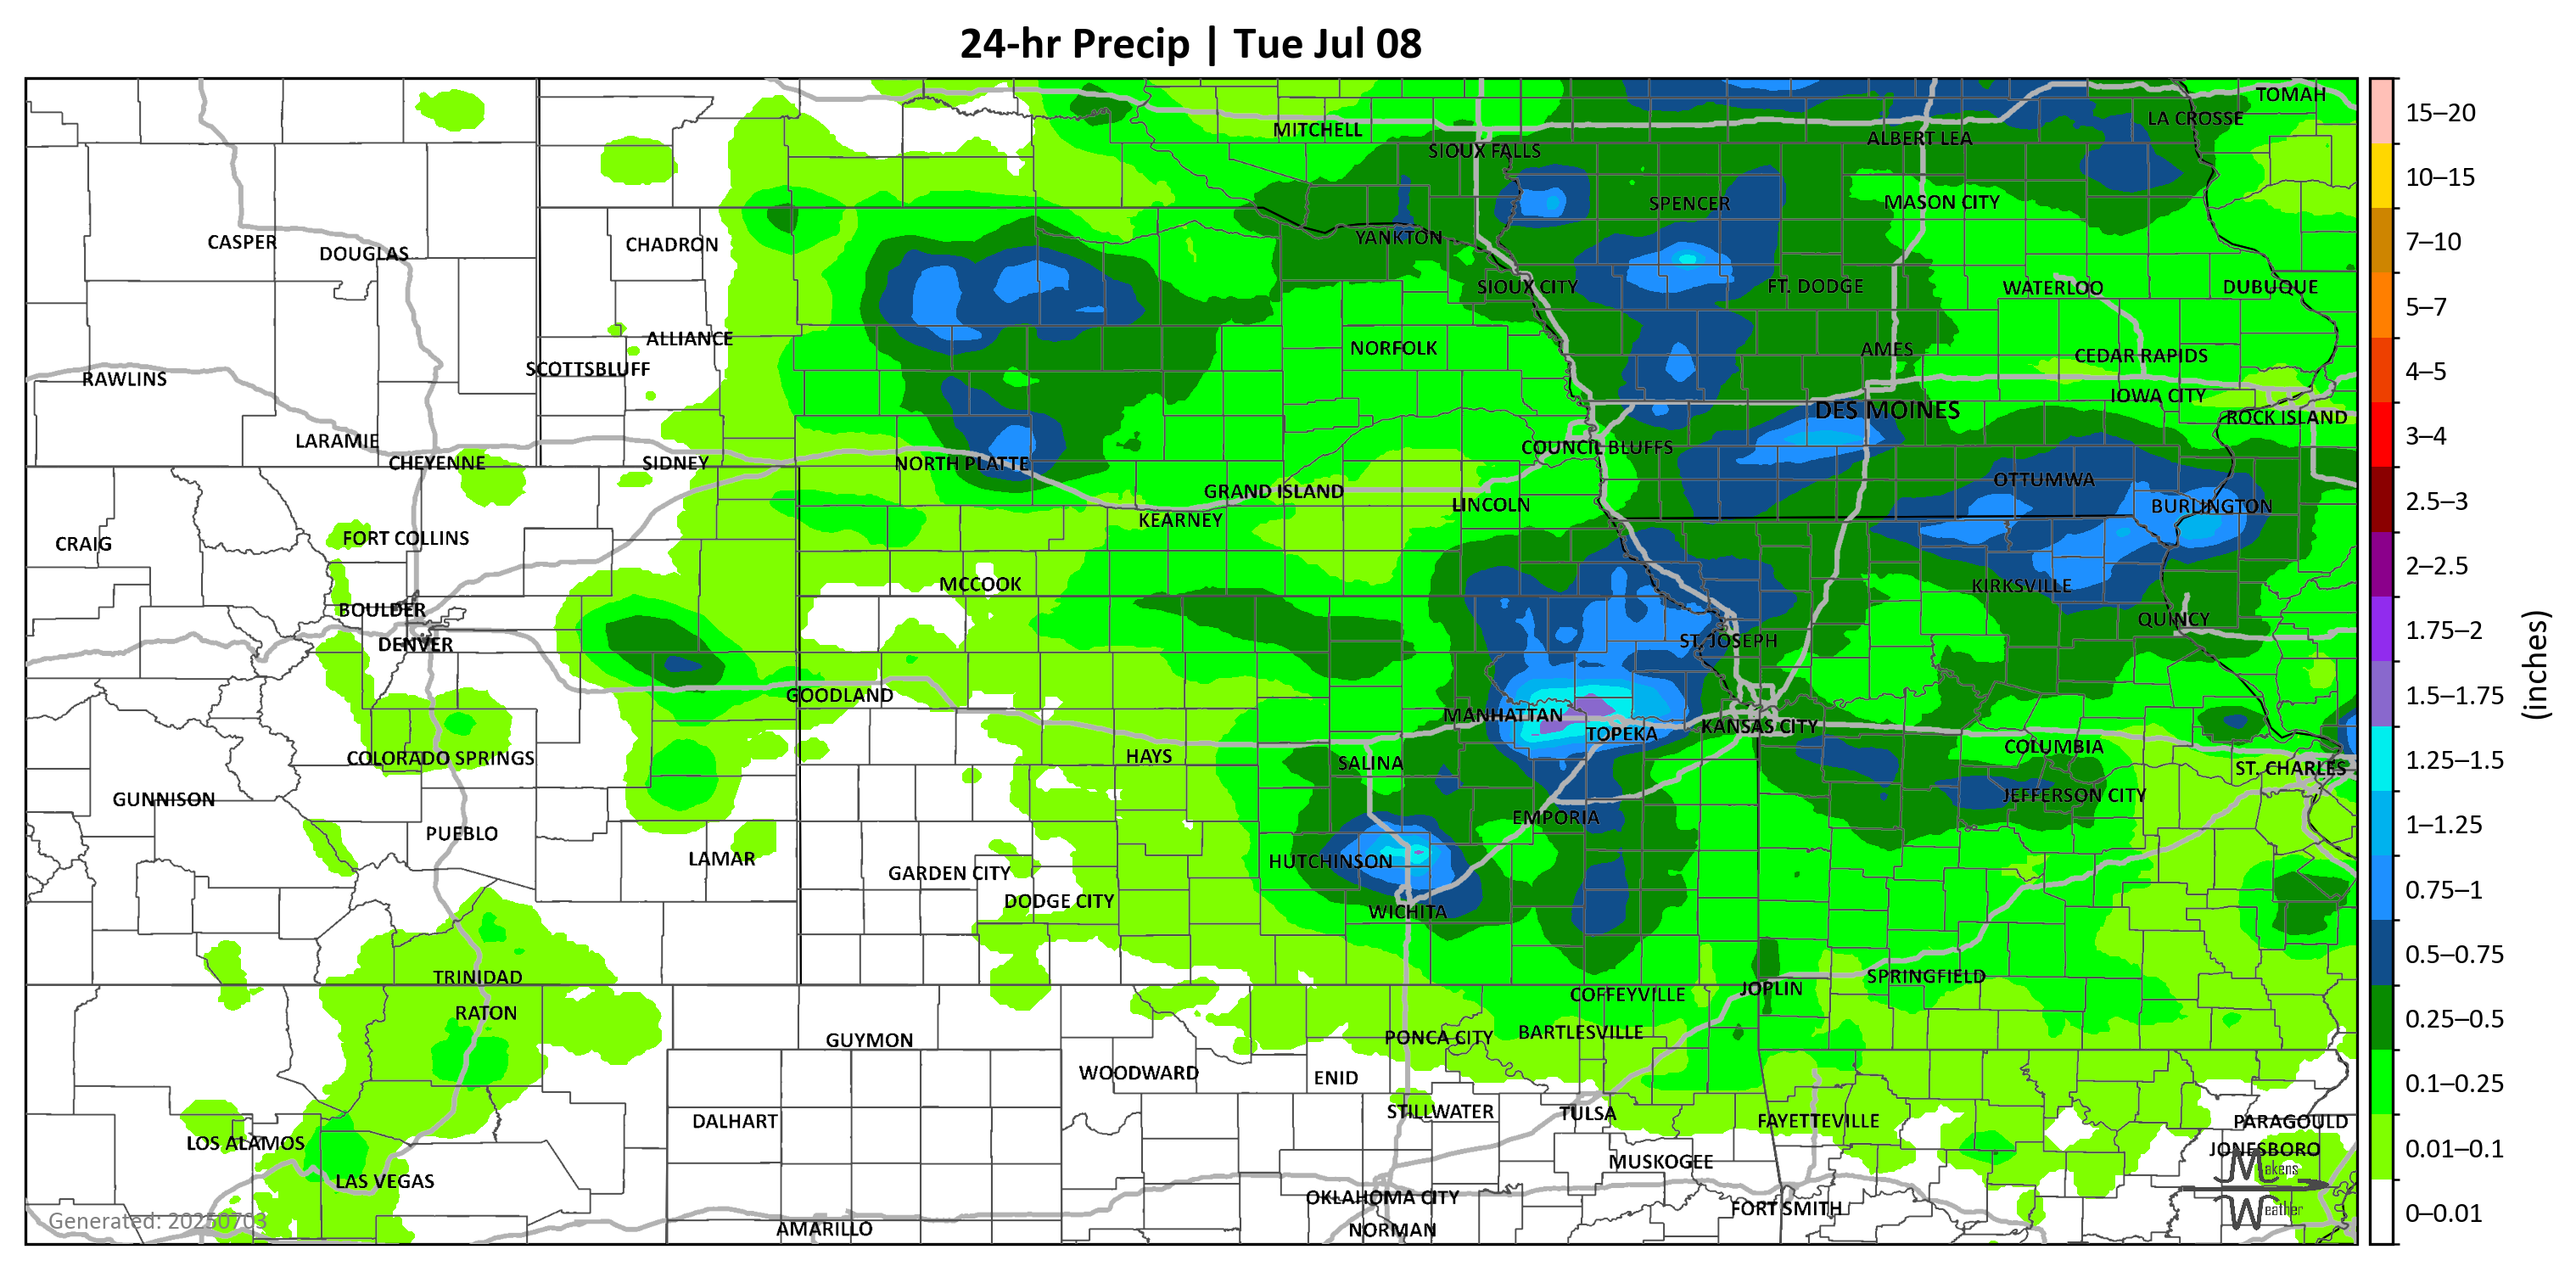 24-hr Precip | Tue Jul 08
TOMAH
15–20
LA CROSSE
MITCHELL
ALBERT LEA
SIOUX FALLS
10–15
SPENCER
MASON CITY
YANKTON
CASPER
CHADRON
7–10
DOUGLAS
SIOUX CITY
FT. DODGE
WATERLOO
DUBUQUE
5–7
ALLIANCE
NORFOLK
AMES
CEDAR RAPIDS
SCOTTSBLUFF
4–5
RAWLINS
IOWA CITY
DES MOINES
ROCK ISLAND
LARAMIE
3–4
COUNCIL BLUFFS
CHEYENNE
SIDNEY
NORTH PLATTE
OTTUMWA
GRAND ISLAND
LINCOLN
BURLINGTON
2.5–3
KEARNEY
FORT COLLINS
CRAIG
2–2.5
MCCOOK
KIRKSVILLE
BOULDER
QUINCY
1.75–2
DENVER
ST. JOSEPH
(inches)
GOODLAND
1.5–1.75
MANHATTAN
KANSAS CITY
TOPEKA
COLUMBIA
COLORADO SPRINGS
HAYS
SALINA
ST. CHARLES
1.25–1.5
GUNNISON
JEFFERSON CITY
EMPORIA
1–1.25
PUEBLO
LAMAR
HUTCHINSON
GARDEN CITY
0.75–1
DODGE CITY
WICHITA
0.5–0.75
TRINIDAD
SPRINGFIELD
JOPLIN
COFFEYVILLE
RATON
0.25–0.5
GUYMON
PONCA CITY
BARTLESVILLE
WOODWARD
ENID
0.1–0.25
STILLWATER
TULSA
DALHART
FAYETTEVILLE
PARAGOULD
LOS ALAMOS
JONESBORO
0.01–0.1
MUSKOGEE
Makens
LAS VEGAS
OKLAHOMA CITY
FORT SMITH
Weather
0–0.01
Generated: 20250703
AMARILLO
NORMAN